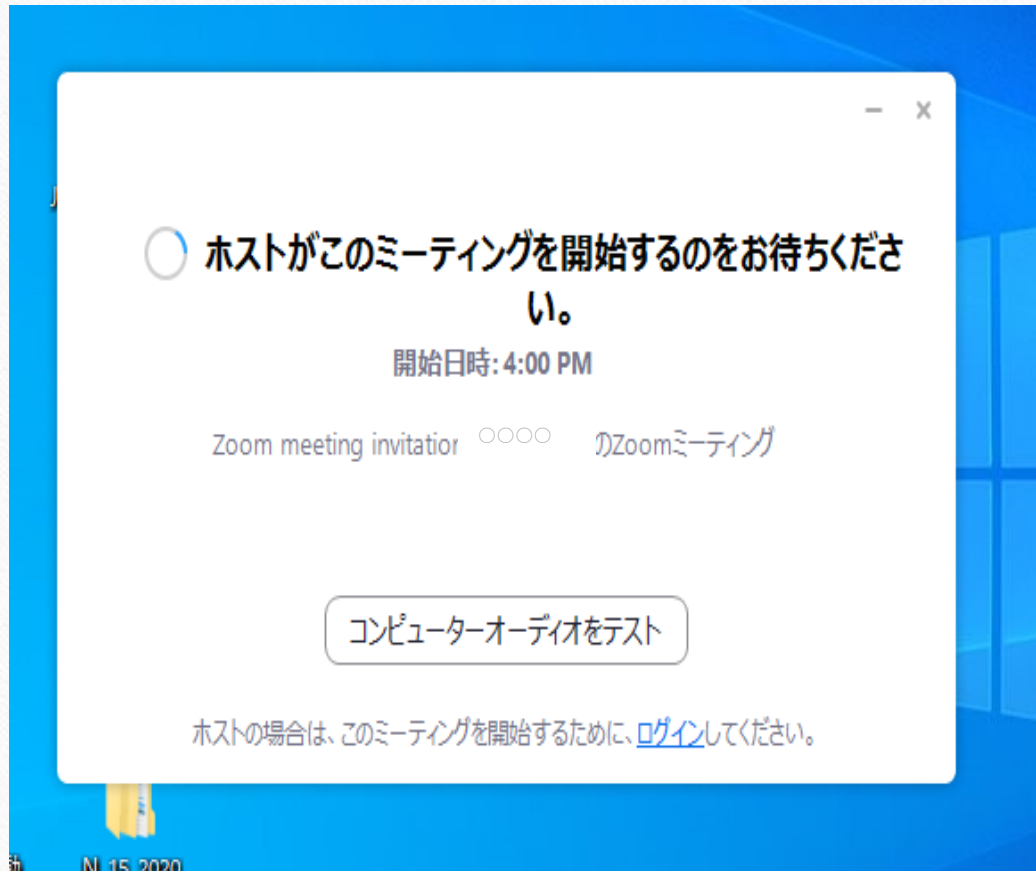 ホストがこのミーティングを開始するのをお待ちくださ
い。
開始日時: 4:00 PM
Zoom meeting invitation ○○○○ のZoomミーティング
コンピューターオーディオをテスト
ホストの場合は、このミーティングを開始するために、ログインしてください。
N_15_2020